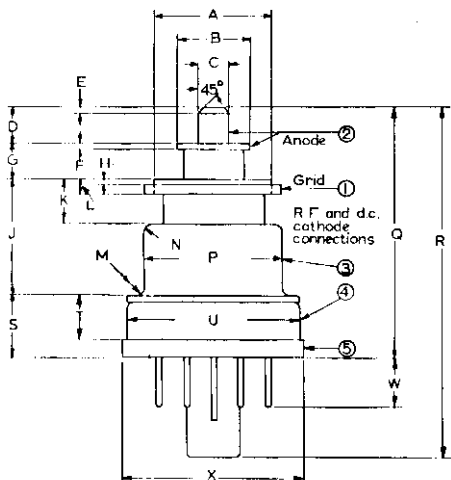 A
B
C
E
45°
D
②
Anode
G
F
H
Grid
①
K
L
R F and d.c.
cathode
connections
Q
R
J
N
P
③
M
④
S
T
U
⑤
W
X